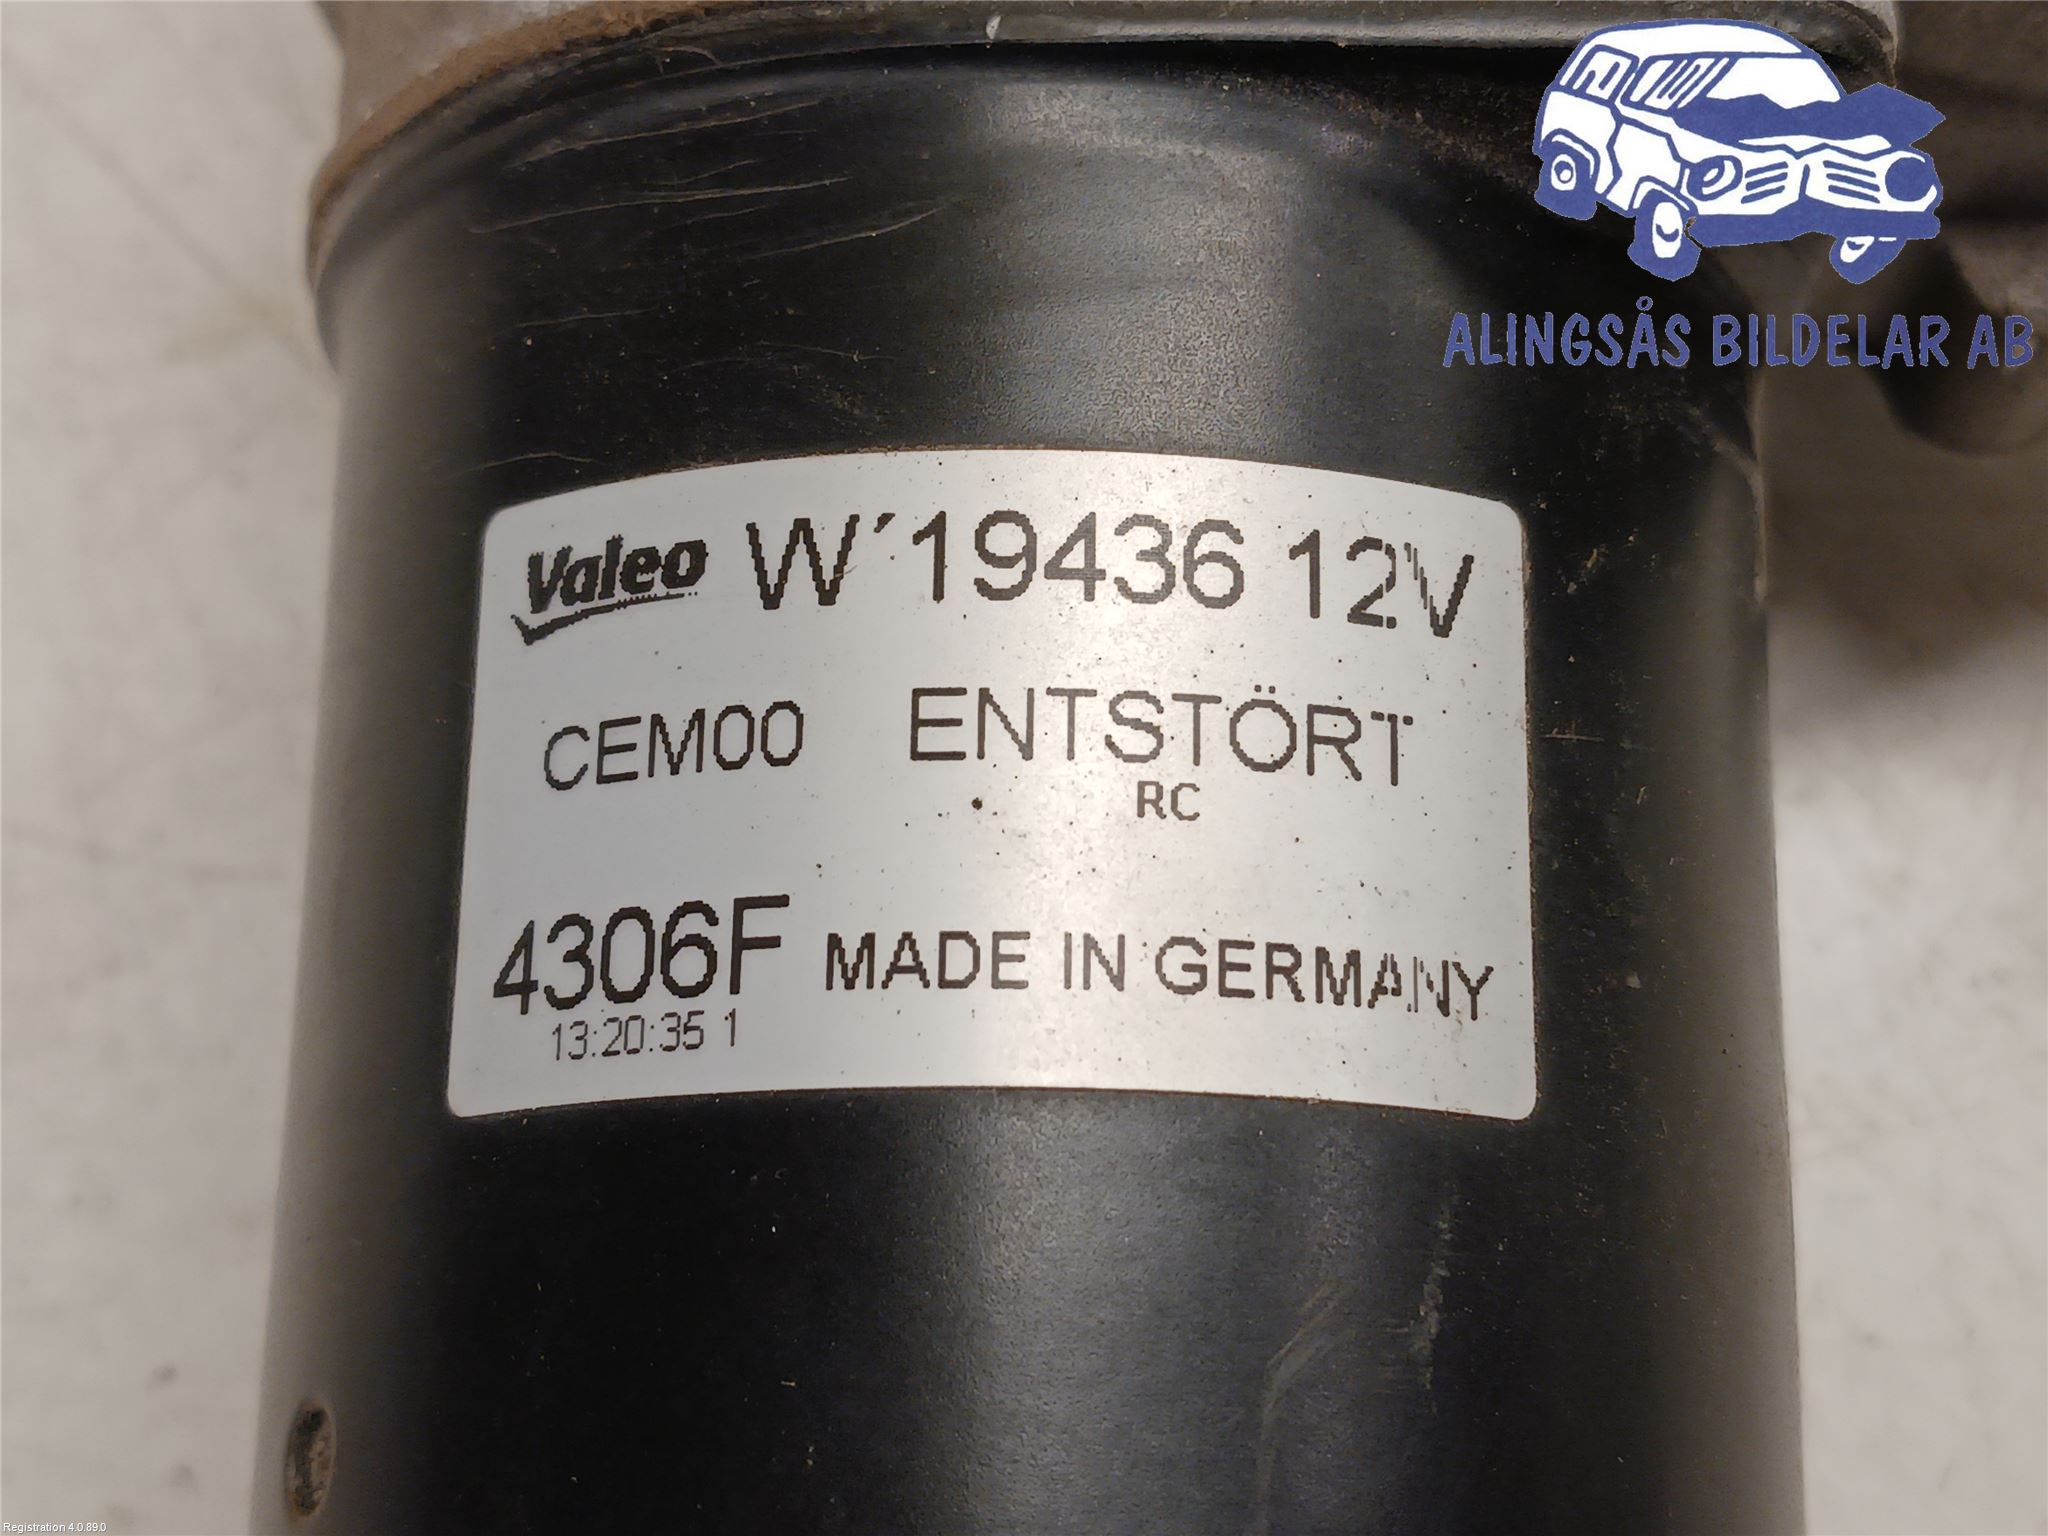 ALINGSÅS BILDELAR AB
Valeo W´19436 12V
CEM00 ENTSTÖRT
RC
4306F MADE IN GERMANY
13:20:35 1
Registration 4.0.89.0